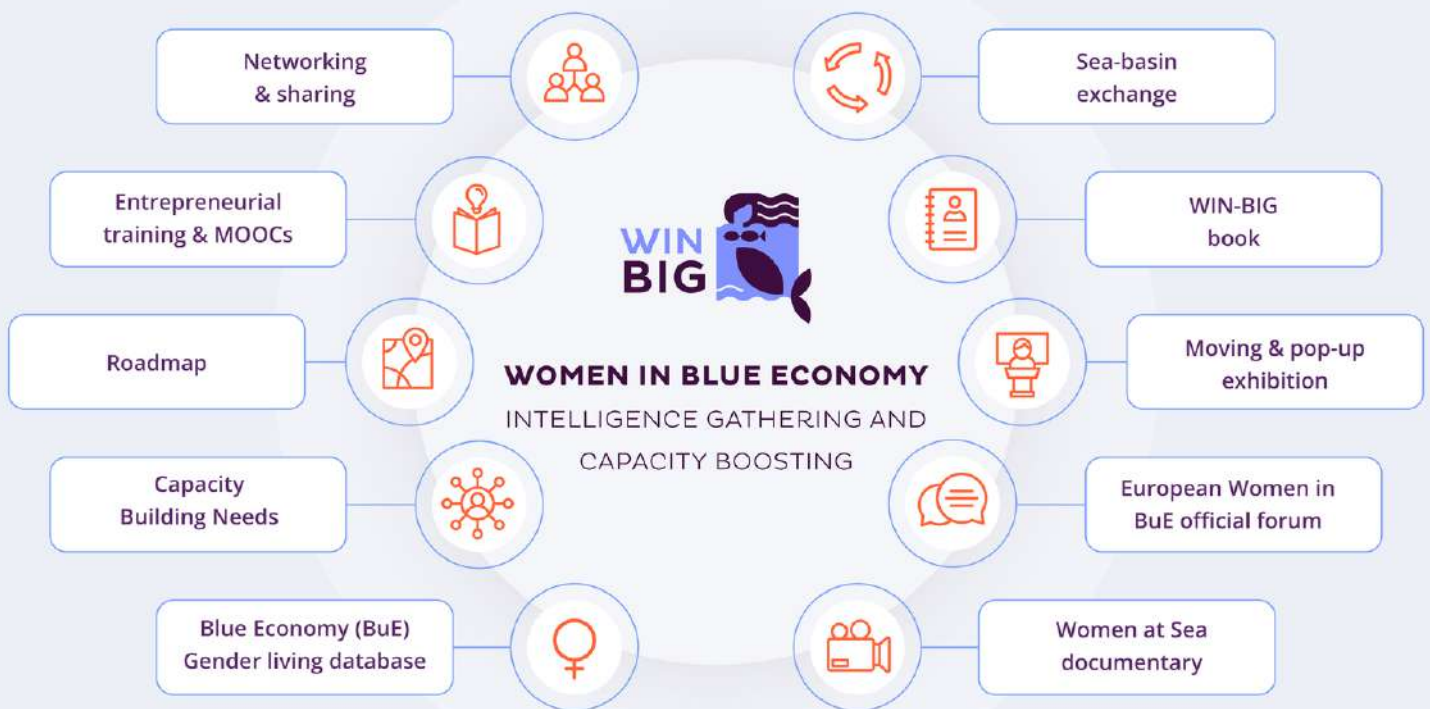 Networking
& sharing
Sea-basin
exchange
Entrepreneurial
training & MOOCs
WIN-BIG
book
WIN
BIG
Roadmap
Moving & pop-up
exhibition
WOMEN IN BLUE ECONOMY
INTELLIGENCE GATHERING AND
CAPACITY BOOSTING
Capacity
Building Needs
European Women in
BuE official forum
Blue Economy (BuE)
Gender living database
Women at Sea
documentary